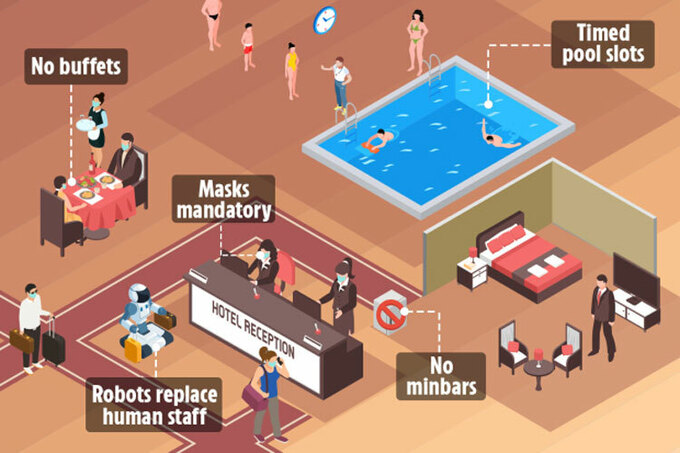 No buffets
Timed
pool slots
Masks
mandatory
HOTEL RECEPTION
No
minbars
Robots replace
human staff